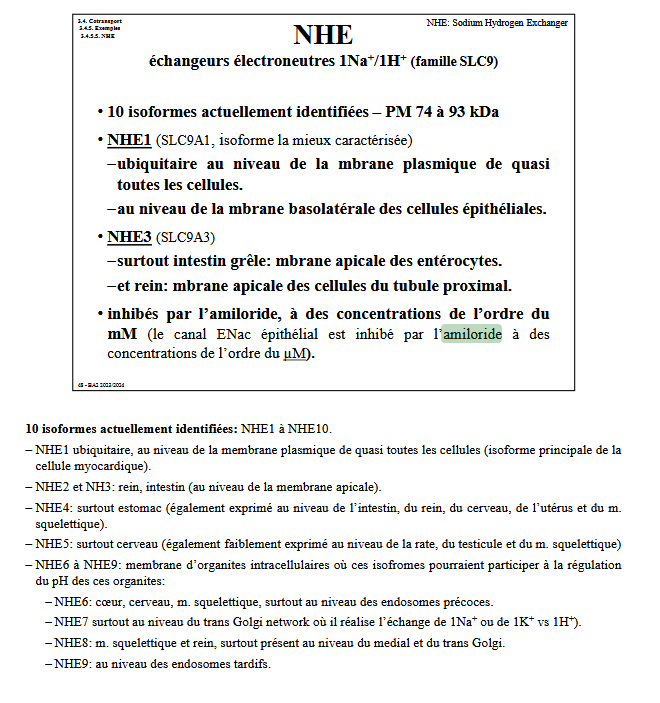 3.4. Cotransport
3.4.5. Exemples
3.4.5.5. NHE
NHE: Sodium Hydrogen Exchanger
NHE
échangeurs électroneutres 1Na⁺/1H⁺ (famille SLC9)
• 10 isoformes actuellement identifiées – PM 74 à 93 kDa
• NHE1 (SLC9A1, isoforme la mieux caractérisée)
–ubiquitaire au niveau de la mbrane plasmique de quasi
toutes les cellules.
–au niveau de la mbrane basolatérale des cellules épithéliales.
• NHE3 (SLC9A3)
–surtout intestin grêle: mbrane apicale des entérocytes.
–et rein: mbrane apicale des cellules du tubule proximal.
• inhibés par l’amiloride, à des concentrations de l’ordre du
mM (le canal ENac épithélial est inhibé par l’amiloride à des
concentrations de l’ordre du µM).
48 - BA2 2023/2024
10 isoformes actuellement identifiées: NHE1 à NHE10.
– NHE1 ubiquitaire, au niveau de la membrane plasmique de quasi toutes les cellules (isoforme principale de la
cellule myocardique).
– NHE2 et NH3: rein, intestin (au niveau de la membrane apicale).
– NHE4: surtout estomac (également exprimé au niveau de l’intestin, du rein, du cerveau, de l’utérus et du m.
squelettique).
– NHE5: surtout cerveau (également faiblement exprimé au niveau de la rate, du testicule et du m. squelettique)
– NHE6 à NHE9: membrane d’organites intracellulaires où ces isofromes pourraient participer à la régulation
du pH des ces organites:
– NHE6: cœur, cerveau, m. squelettique, surtout au niveau des endosomes précoces.
– NHE7 surtout au niveau du trans Golgi network où il réalise l’échange de 1Na⁺ ou de 1K⁺ vs 1H⁺).
– NHE8: m. squelettique et rein, surtout présent au niveau du medial et du trans Golgi.
– NHE9: au niveau des endosomes tardifs.